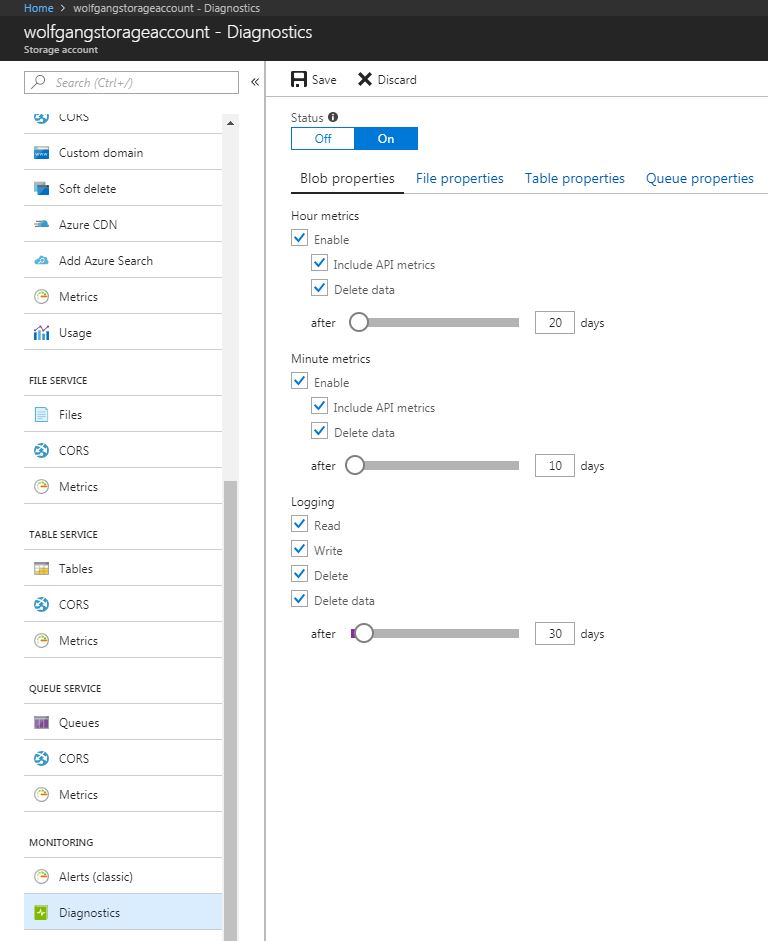 Home > wolfgangstorageaccount - Diagnostics
wolfgangstorageaccount - Diagnostics
Storage account
Search (Ctrl+/)
CORS
Custom domain
Soft delete
Azure CDN
Add Azure Search
Metrics
Usage
FILE SERVICE
Files
CORS
Metrics
TABLE SERVICE
Tables
CORS
Metrics
QUEUE SERVICE
Queues
CORS
Metrics
MONITORING
Alerts (classic)
Diagnostics
Save Discard
Status
Off On
Blob properties File properties Table properties Queue properties
Hour metrics
Enable
Include API metrics
Delete data
after 20 days
Minute metrics
Enable
Include API metrics
Delete data
after 10 days
Logging
Read
Write
Delete
Delete data
after 30 days